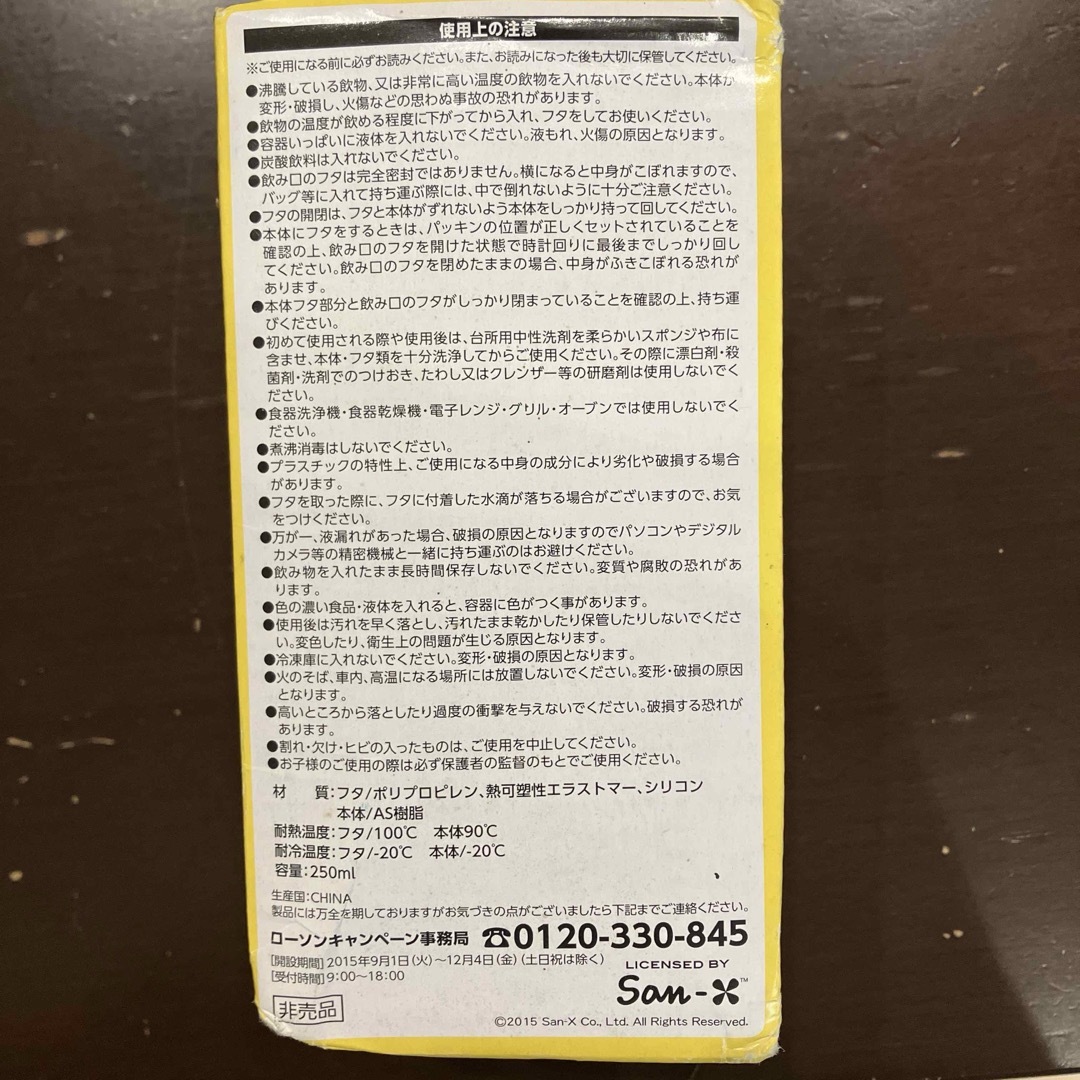 使用上の注意
※ご使用になる前に必ずお読みください。また、お読みになった後も大切に保管してください。
●沸騰している飲物、又は非常に高い温度の飲物を入れないでください。本体が
変形・破損し、火傷などの思わぬ事故の恐れがあります。
●飲物の温度が飲める程度に下がってから入れ、フタをしてお使いください。
●容器いっぱいに液体を入れないでください。液もれ、火傷の原因となります。
●炭酸飲料は入れないでください。
●飲み口のフタは完全密封ではありません。横になると中身がこぼれますので、
バッグ等に入れて持ち運ぶ際には、中で倒れないように十分ご注意ください。
●フタの開閉は、フタと本体がずれないよう本体をしっかり持って回してください。
●本体にフタをするときは、パッキンの位置が正しくセットされていることを
確認の上、飲み口のフタを開けた状態で時計回りに最後までしっかり回し
てください。飲み口のフタを閉めたままの場合、中身がふきこぼれる恐れが
あります。
●本体フタ部分と飲み口のフタがしっかり閉まっていることを確認の上、持ち運
びください。
●初めて使用される際や使用後は、台所用中性洗剤を柔らかいスポンジや布に
含ませ、本体・フタ類を十分洗浄してからご使用ください。その際に漂白剤・殺
菌剤・洗剤でのつけおき、たわし又はクレンザー等の研磨剤は使用しないでく
ださい。
●食器洗浄機・食器乾燥機・電子レンジ・グリル・オーブンでは使用しないでく
ださい。
●煮沸消毒はしないでください。
●プラスチックの特性上、ご使用になる中身の成分により劣化や破損する場合
があります。
●フタを取った際に、フタに付着した水滴が落ちる場合がございますので、お気
をつけください。
●万が一、液漏れがあった場合、破損の原因となりますのでパソコンやデジタル
カメラ等の精密機械と一緒に持ち運ぶのはお避けください。
●飲み物を入れたまま長時間保存しないでください。変質や腐敗の恐れがあ
ります。
●色の濃い食品・液体を入れると、容器に色がつく事があります。
●使用後は汚れを早く落とし、汚れたまま乾かしたり保管したりしないでくださ
い。変色したり、衛生上の問題が生じる原因となります。
●冷凍庫に入れないでください。変形・破損の原因となります。
●火のそば、車内、高温になる場所には放置しないでください。変形・破損の原因
となります。
●高いところから落としたり過度の衝撃を与えないでください。破損する恐れが
あります。
●割れ・欠け・ヒビの入ったものは、ご使用を中止してください。
●お子様のご使用の際は必ず保護者の監督のもとでご使用ください。
材　質：フタ/ポリプロピレン、熱可塑性エラストマー、シリコン
本体/AS樹脂
耐熱温度：フタ/100℃　本体90℃
耐冷温度：フタ/-20℃　本体/-20℃
容量：250ml
生産国：CHINA
製品には万全を期しておりますがお気づきの点がございましたら下記までご連絡ください。
ローソンキャンペーン事務局 ☎0120-330-845
[開設期間] 2015年9月1日(火)～12月4日(金) (土日祝は除く)
[受付時間] 9:00～18:00
LICENSED BY
San-X™
非売品
©2015 San-X Co., Ltd. All Rights Reserved.